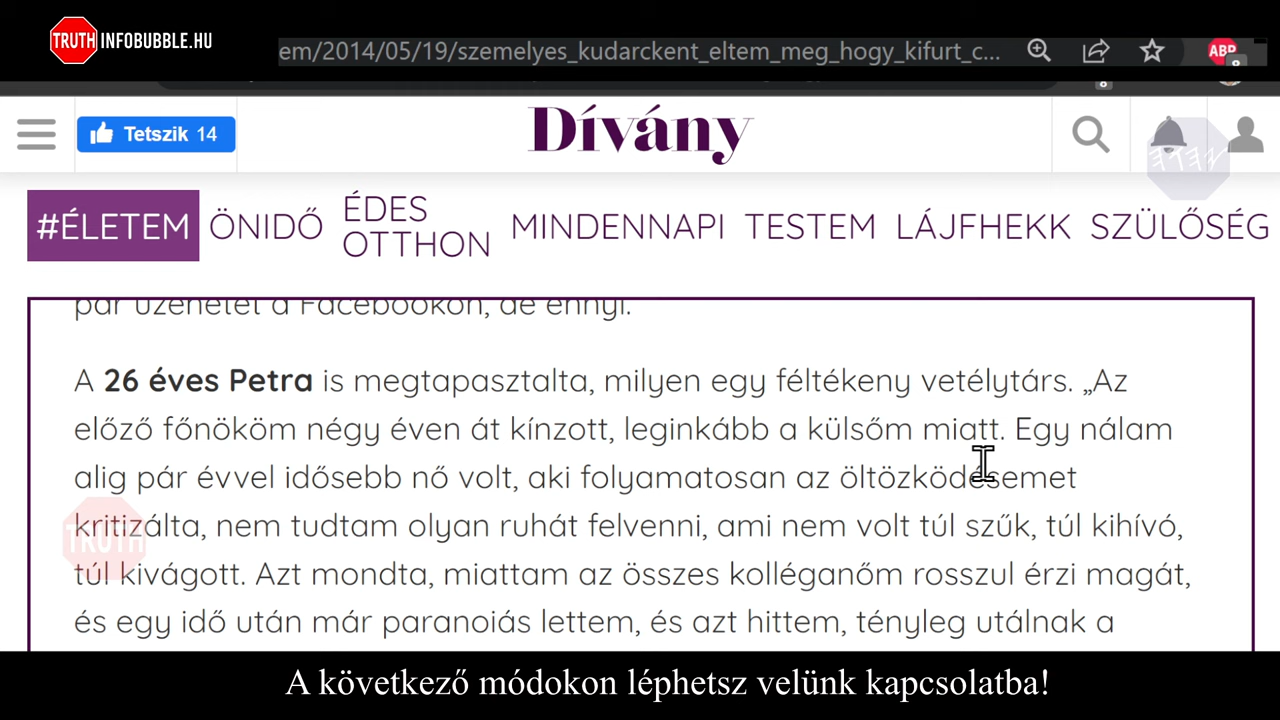 TRUTH INFOBUBBLE.HU
em/2014/05/19/szemelyes_kudarckent_eltem_meg_hogy_kifurt_c...
ABP
8
8
Tetszik 14
Dívány
#ÉLETEM ÖNIDŐ ÉDES OTTHON MINDENNAPI TESTEM LÁJFHEKK SZÜLŐSÉG
pár üzenetet a Facebookon, de ennyi.
A 26 éves Petra is megtapasztalta, milyen egy féltékeny vetélytárs. „Az
előző főnököm négy éven át kínzott, leginkább a külsőm miatt. Egy nálam
alig pár évvel idősebb nő volt, aki folyamatosan az öltözködésemet
kritizálta, nem tudtam olyan ruhát felvenni, ami nem volt túl szűk, túl kihívó,
TRUTH
túl kivágott. Azt mondta, miattam az összes kolléganőm rosszul érzi magát,
és egy idő után már paranoiás lettem, és azt hittem, tényleg utálnak a
A következő módokon léphetsz velünk kapcsolatba!